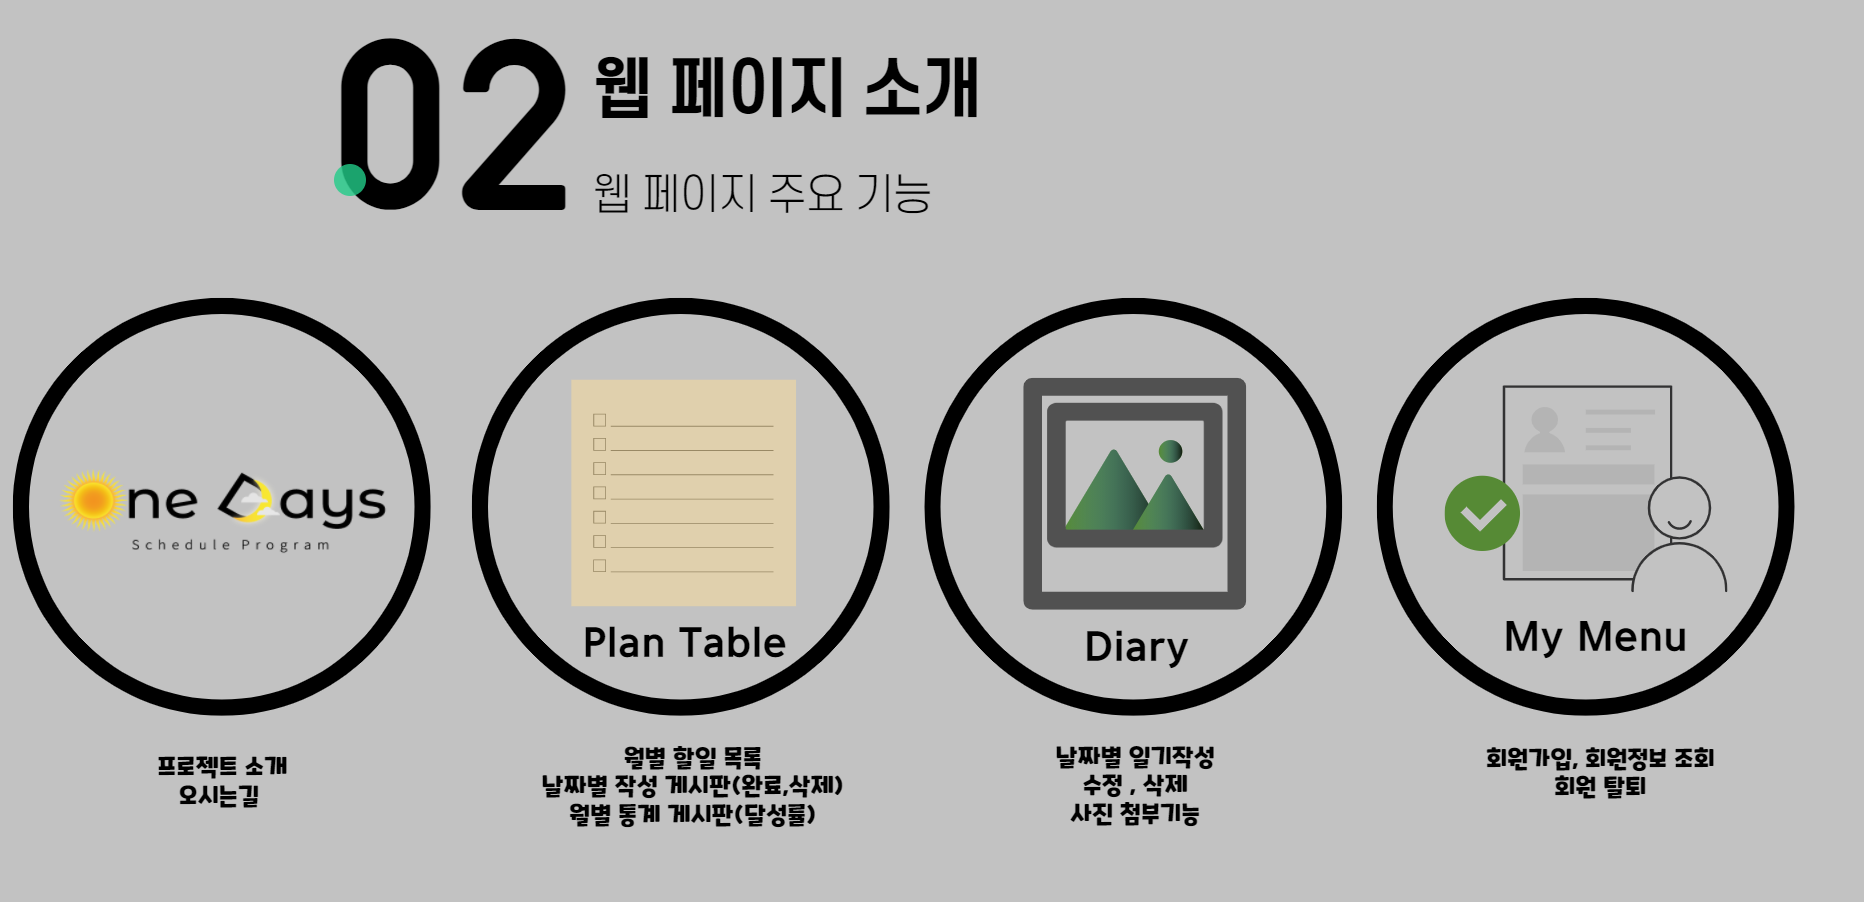 02
웹 페이지 소개
웹 페이지 주요 기능
One Days
Schedule Program
프로젝트 소개
오시는길
Plan Table
월별 할일 목록
날짜별 작성 게시판(완료,삭제)
월별 통계 게시판(달성률)
Diary
날짜별 일기작성
수정 , 삭제
사진 첨부기능
My Menu
회원가입, 회원정보 조회
회원 탈퇴